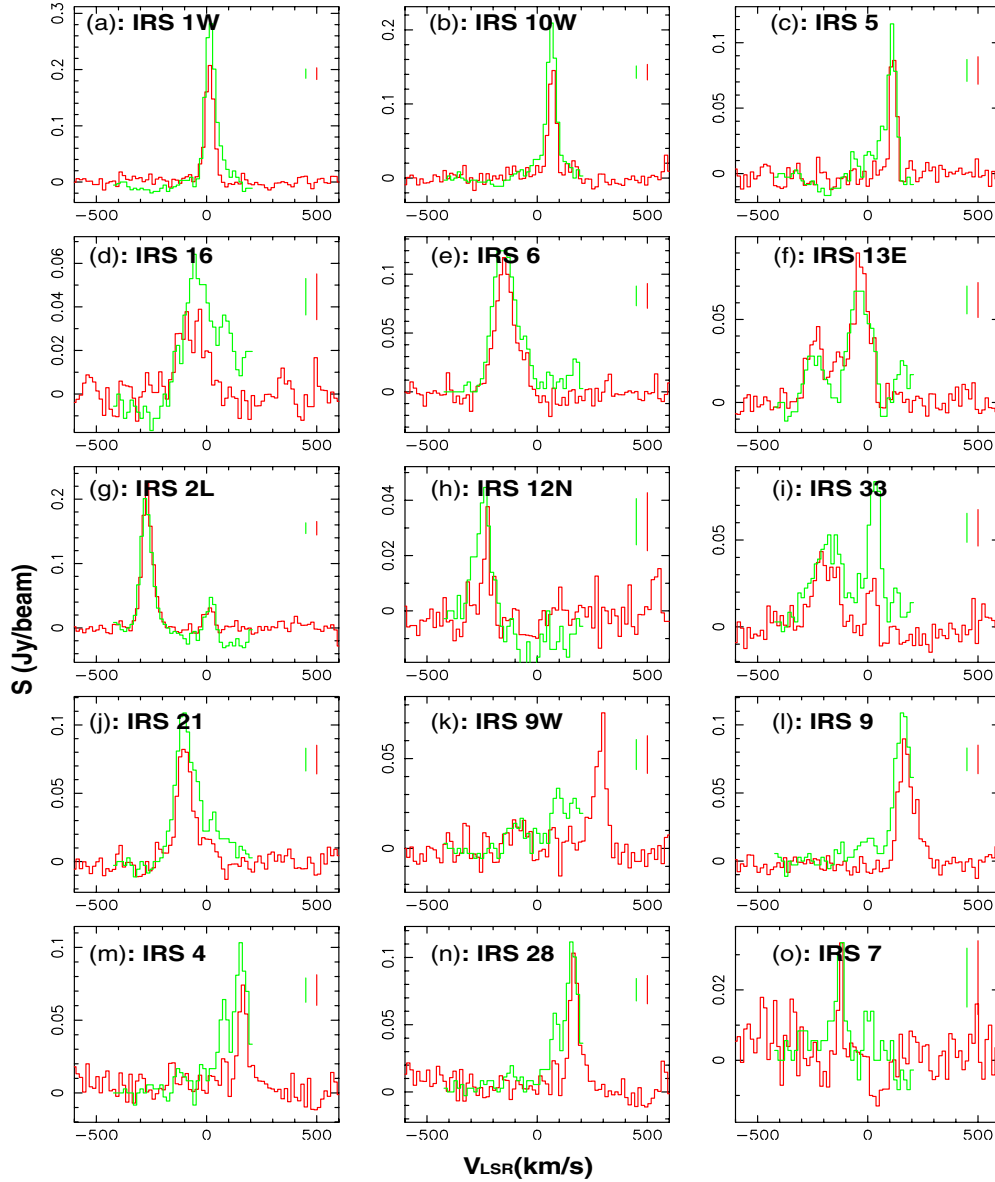 (a): IRS 1W
(b): IRS 10W
(c): IRS 5
0.3
0.2
0.1
0
0.2
0.1
0
0.1
0.05
0
−500 0 500
−500 0 500
−500 0 500
(d): IRS 16
(e): IRS 6
(f): IRS 13E
0.06
0.04
0.02
0
0.1
0.05
0
0.1
0.05
0
−500 0 500
−500 0 500
−500 0 500
(g): IRS 2L
(h): IRS 12N
(i): IRS 33
0.2
0.1
0
0.04
0.02
0
0.05
0
−500 0 500
−500 0 500
−500 0 500
(j): IRS 21
(k): IRS 9W
(l): IRS 9
0.1
0.05
0
0.05
0
0.1
0.05
0
−500 0 500
−500 0 500
−500 0 500
(m): IRS 4
(n): IRS 28
(o): IRS 7
0.1
0.05
0
0.1
0.05
0
0.02
0
−500 0 500
−500 0 500
−500 0 500
S (Jy/beam)
VLSR(km/s)